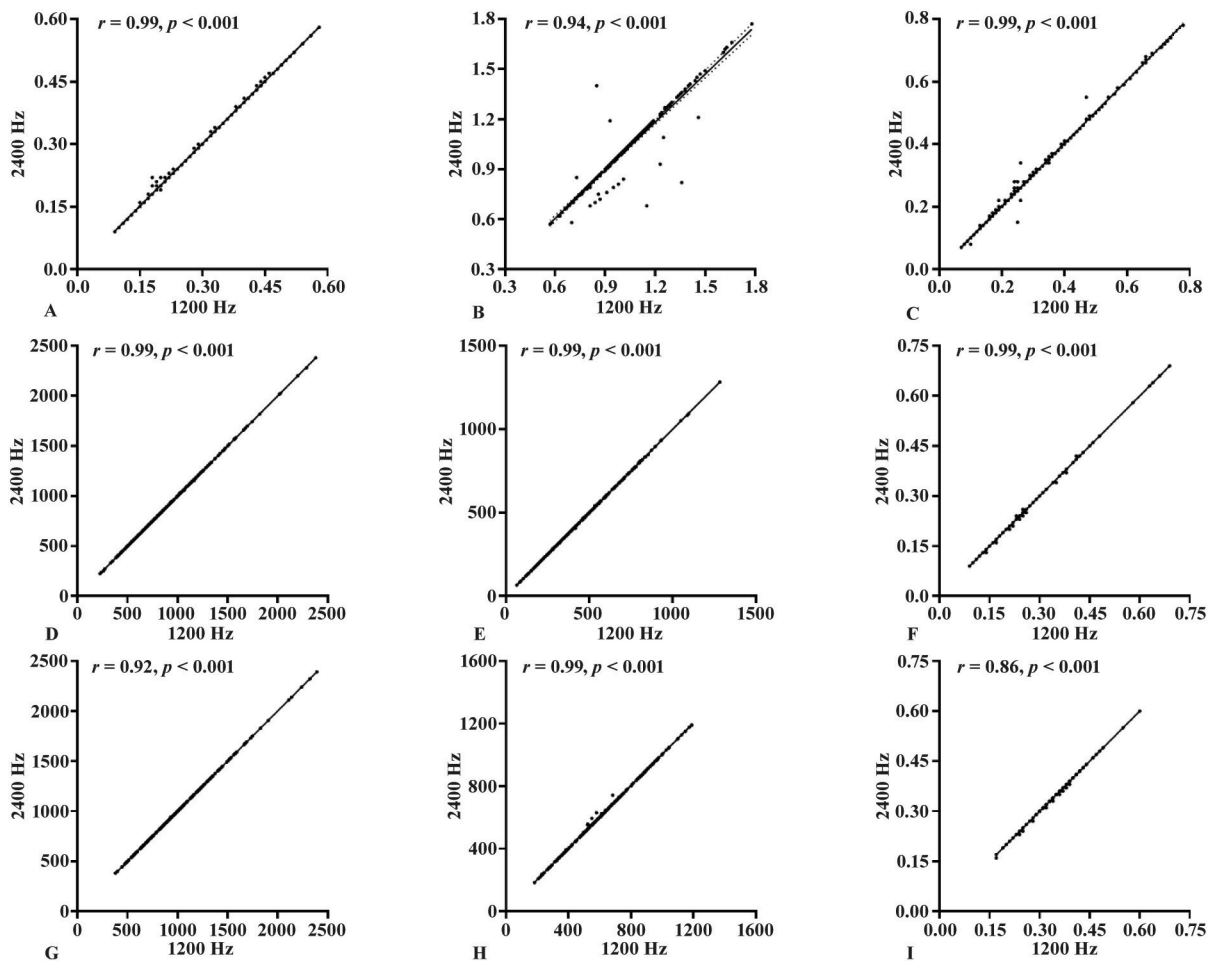 r = 0.99, p < 0.001
0.60
0.45
0.30
0.15
0.0
2400 Hz
0.0 0.15 0.30 0.45 0.60
A 1200 Hz
r = 0.94, p < 0.001
1.8
1.5
1.2
0.9
0.6
0.3
2400 Hz
0.3 0.6 0.9 1.2 1.5 1.8
B 1200 Hz
r = 0.99, p < 0.001
0.8
0.6
0.4
0.2
0.0
2400 Hz
0.0 0.2 0.4 0.6 0.8
C 1200 Hz
r = 0.99, p < 0.001
2500
2000
1500
1000
500
0
2400 Hz
0 500 1000 1500 2000 2500
D 1200 Hz
r = 0.99, p < 0.001
1500
1000
500
0
2400 Hz
0 500 1000 1500
E 1200 Hz
r = 0.99, p < 0.001
0.75
0.60
0.45
0.30
0.15
0.00
2400 Hz
0.00 0.15 0.30 0.45 0.60 0.75
F 1200 Hz
r = 0.92, p < 0.001
2500
2000
1500
1000
500
0
2400 Hz
0 500 1000 1500 2000 2500
G 1200 Hz
r = 0.99, p < 0.001
1600
1200
800
400
0
2400 Hz
0 400 800 1200 1600
H 1200 Hz
r = 0.86, p < 0.001
0.75
0.60
0.45
0.30
0.15
0.00
2400 Hz
0.00 0.15 0.30 0.45 0.60 0.75
I 1200 Hz